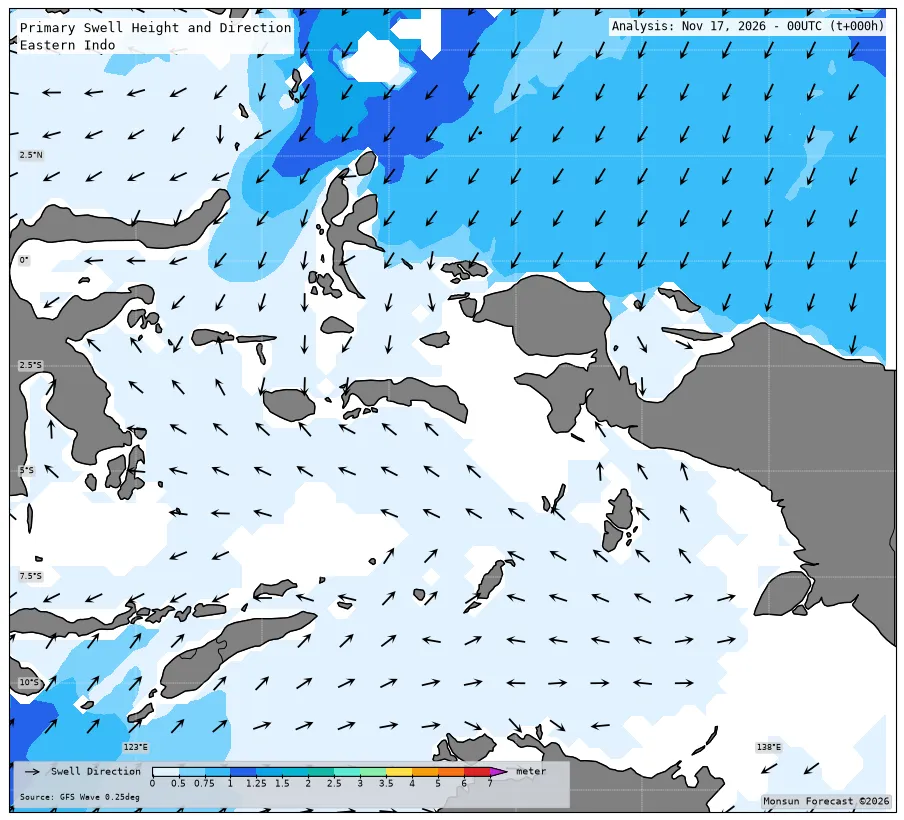 Primary Swell Height and Direction
Eastern Indo
Analysis: Nov 17, 2026 - 00UTC (t+000h)
2.5°N
0°
2.5°S
5°S
7.5°S
10°S
123°E
138°E
Swell Direction
0 0.5 0.75 1 1.25 1.5 2 2.5 3 3.5 4 5 6 7
meter
Source: GFS Wave 0.25deg
Monsun Forecast ©2026